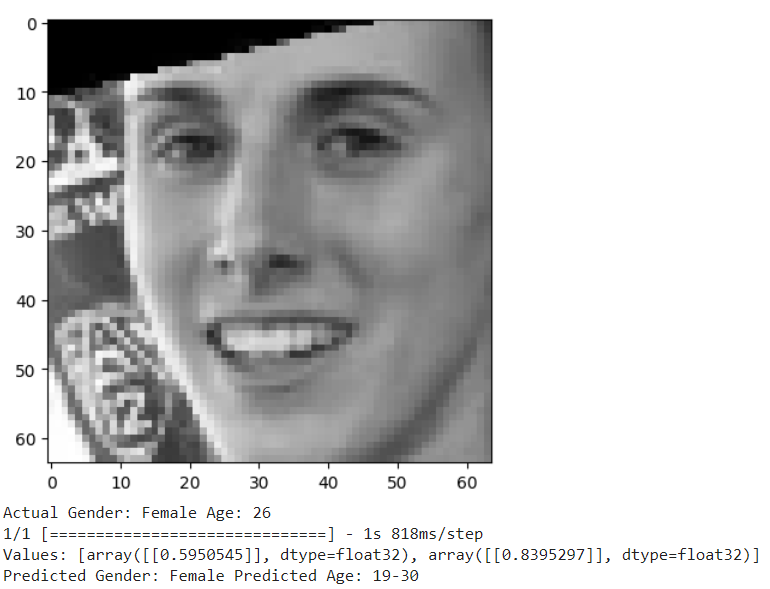 0
10
20
30
40
50
60
0 10 20 30 40 50 60
Actual Gender: Female Age: 26
1/1 [==============================] - 1s 818ms/step
Values: [array([[0.5950545]], dtype=float32), array([[0.8395297]], dtype=float32)]
Predicted Gender: Female Predicted Age: 19-30